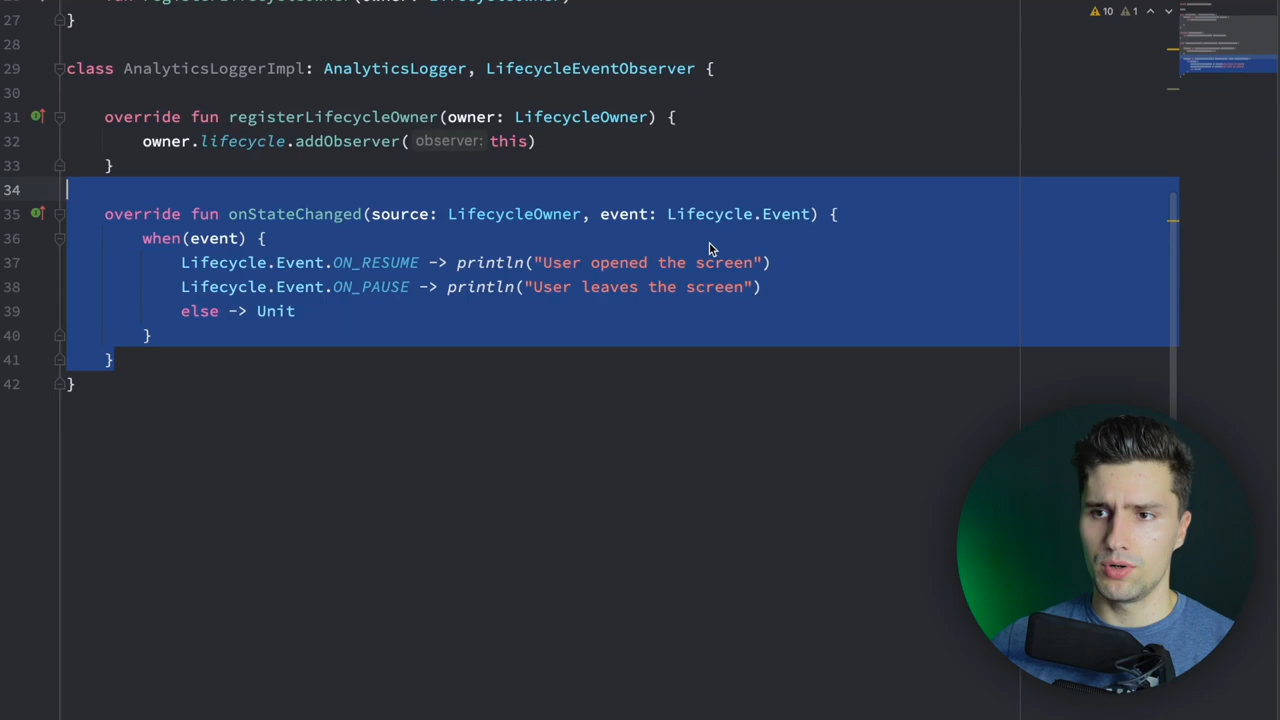 27 }
10 1
28
29 class AnalyticsLoggerImpl: AnalyticsLogger, LifecycleEventObserver {
30
31 override fun registerLifecycleOwner(owner: LifecycleOwner) {
32 owner.lifecycle.addObserver( observer: this)
33 }
34
35 override fun onStateChanged(source: LifecycleOwner, event: Lifecycle.Event) {
36 when(event) {
37 Lifecycle.Event.ON_RESUME -> println("User opened the screen")
38 Lifecycle.Event.ON_PAUSE -> println("User leaves the screen")
39 else -> Unit
40 }
41 }
42 }